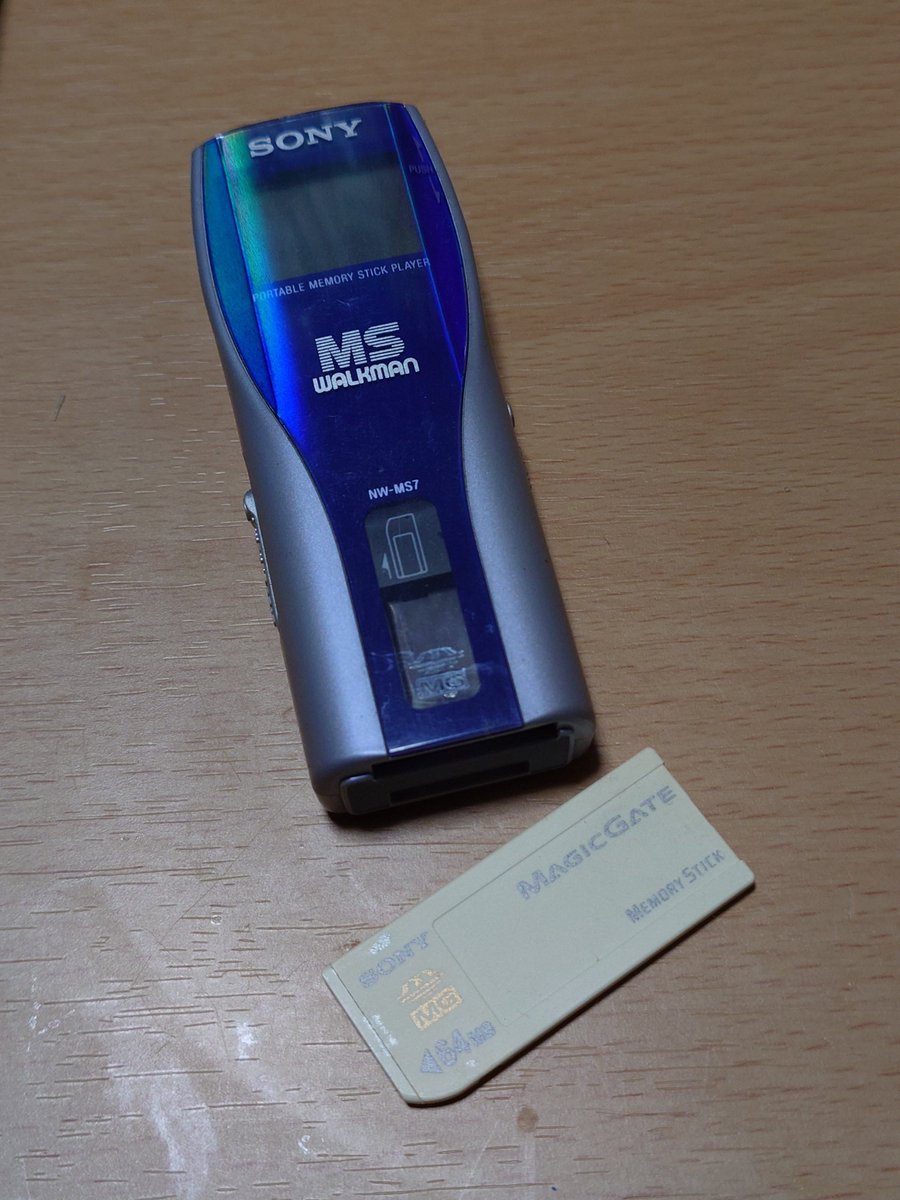 SONY
PUSH
PORTABLE MEMORY STICK PLAYER
MS
WALKMAN
NW-MS7
MG
MAGICGATE
MEMORY STICK
SONY
MG
64MB